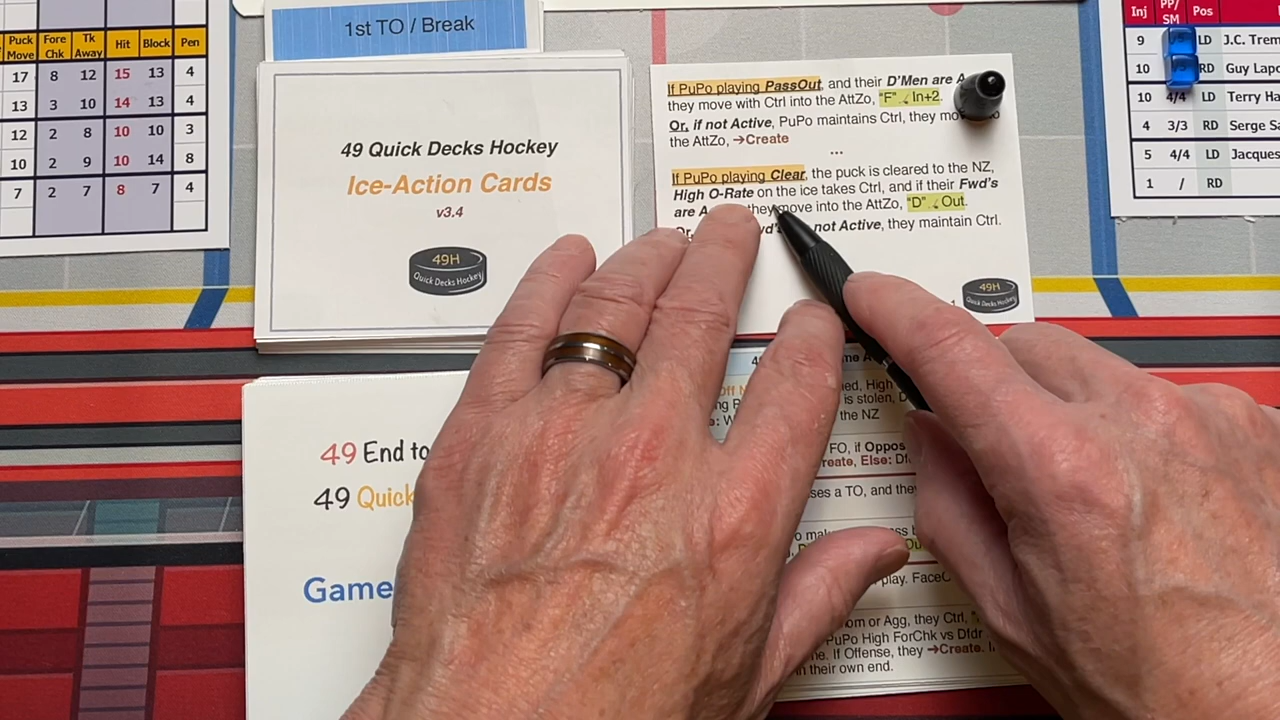 1st TO / Break
Puck Move Fore Chk Tk Away Hit Block Pen
17 8 12 15 13 4
13 3 10 14 13 4
12 2 8 10 10 3
10 2 9 10 14 8
7 2 7 8 7 4
49 Quick Decks Hockey
Ice-Action Cards
v3.4
49H
Quick Decks Hockey
If PuPo playing PassOut, and their D'Men are
they move with Ctrl into the AttZo, "F" In+2.
Or, if not Active, PuPo maintains Ctrl, they
the AttZo, →Create
...
If PuPo playing Clear, the puck is cleared to the NZ,
High O-Rate on the ice takes Ctrl, and if their Fwd's
are they move into the AttZo, "D" Out.
Or, not Active, they maintain Ctrl.
49H
Quick Decks Hockey
Inj PP/SM Pos
9 LD J.C. Trem
10 RD Guy Lapo
10 4/4 LD Terry Ha
4 3/3 RD Serge Sa
5 4/4 LD Jacques
1 / RD
49 End to
49 Quick
Game
is stolen,
the NZ
FO, if Oppos
reate, Else:
ses a TO, and they
play. FaceC
om or Agg, they Ctrl,
PuPo High ForChk vs Dfdr
ne. If Offense, they →Create.
in their own end.